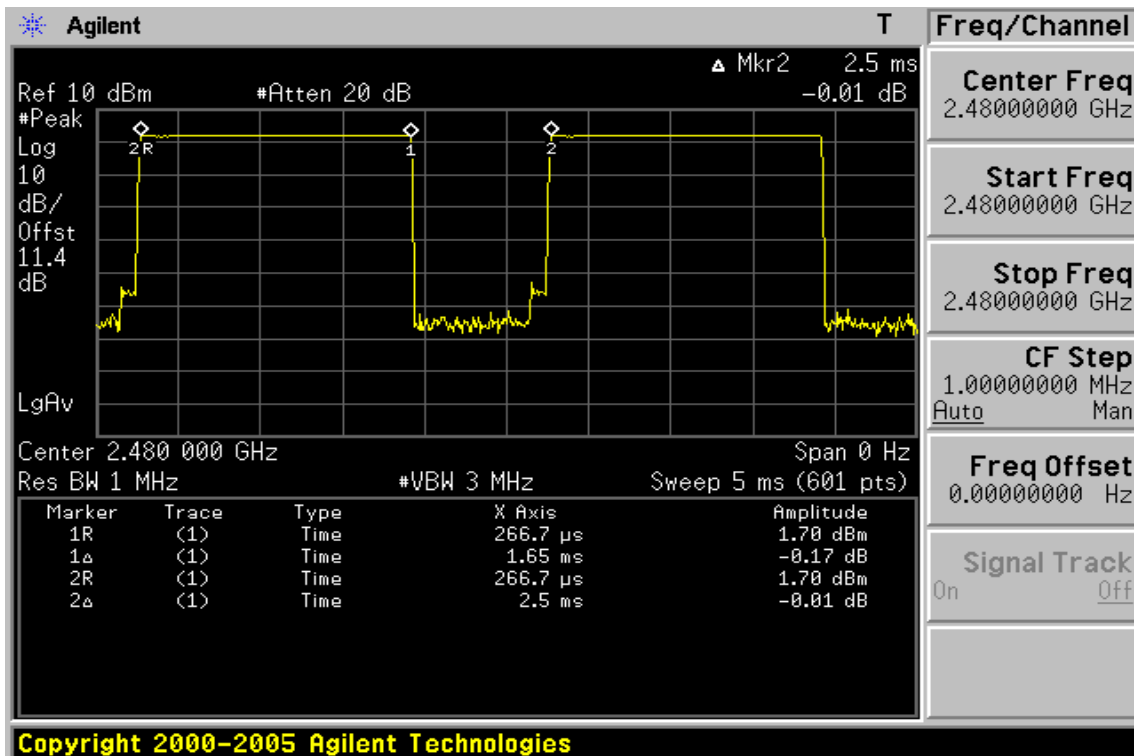 Agilent T
Freq/Channel
Δ Mkr2 2.5 ms
Ref 10 dBm #Atten 20 dB -0.01 dB
#Peak
Log
10
dB/
Offst
11.4
dB
LgAv
2R 1 2
Center 2.480 000 GHz Span 0 Hz
Res BW 1 MHz #VBW 3 MHz Sweep 5 ms (601 pts)
Marker Trace Type X Axis Amplitude
1R (1) Time 266.7 µs 1.70 dBm
1Δ (1) Time 1.65 ms -0.17 dB
2R (1) Time 266.7 µs 1.70 dBm
2Δ (1) Time 2.5 ms -0.01 dB
Center Freq
2.48000000 GHz
Start Freq
2.48000000 GHz
Stop Freq
2.48000000 GHz
CF Step
1.00000000 MHz
Auto Man
Freq Offset
0.00000000 Hz
Signal Track
On Off
Copyright 2000-2005 Agilent Technologies